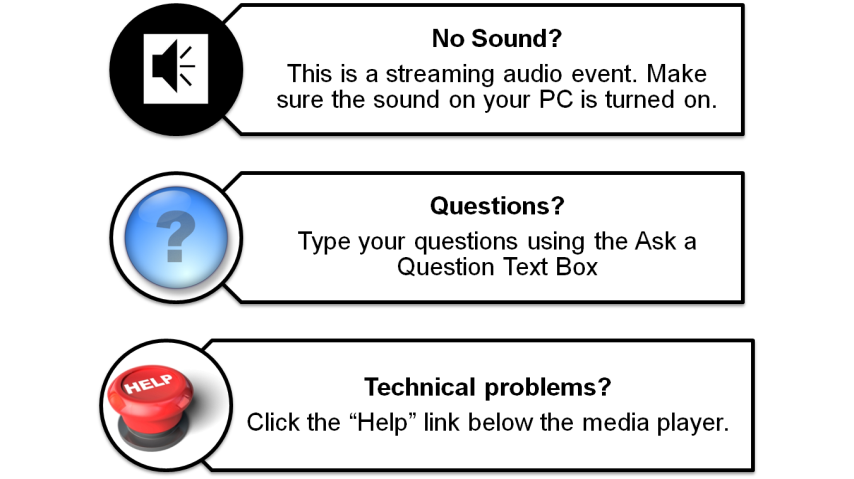 No Sound?
This is a streaming audio event. Make
sure the sound on your PC is turned on.
?
Questions?
Type your questions using the Ask a
Question Text Box
HELP
Technical problems?
Click the “Help” link below the media player.